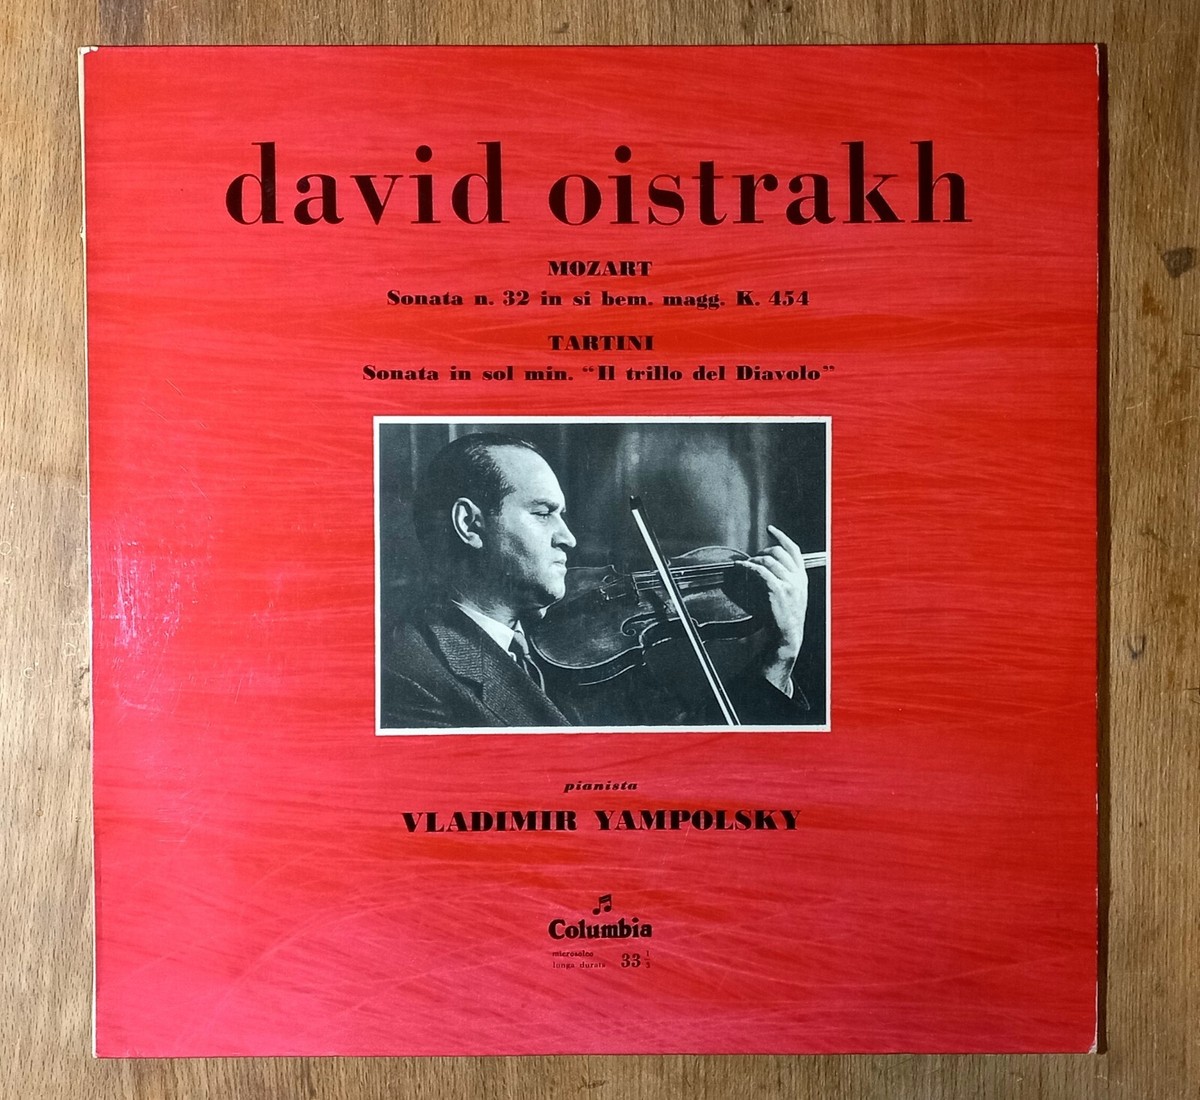 david oistrakh
MOZART
Sonata n. 32 in si bem. magg. K. 454
TARTINI
Sonata in sol min. “Il trillo del Diavolo”
pianista
VLADIMIR YAMPOLSKY
Columbia
microsolco
lunga durata 33 1/3